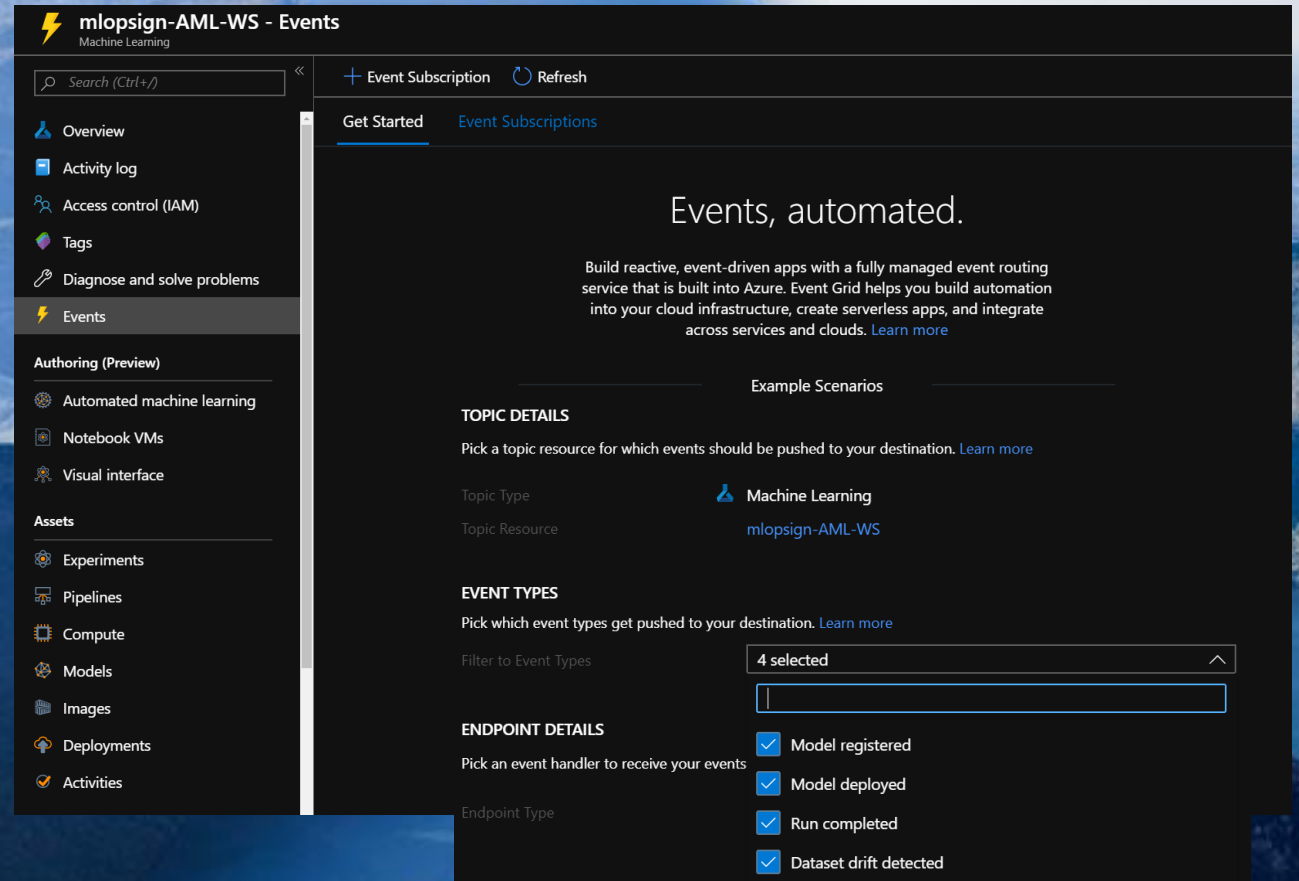 mlopsign-AML-WS - Events
Machine Learning
Search (Ctrl+/)
«
Overview
Activity log
Access control (IAM)
Tags
Diagnose and solve problems
Events
Authoring (Preview)
Automated machine learning
Notebook VMs
Visual interface
Assets
Experiments
Pipelines
Compute
Models
Images
Deployments
Activities
Event Subscription Refresh
Get Started Event Subscriptions
Events, automated.
Build reactive, event-driven apps with a fully managed event routing
service that is built into Azure. Event Grid helps you build automation
into your cloud infrastructure, create serverless apps, and integrate
across services and clouds. Learn more
Example Scenarios
TOPIC DETAILS
Pick a topic resource for which events should be pushed to your destination. Learn more
Topic Type Machine Learning
Topic Resource mlopsign-AML-WS
EVENT TYPES
Pick which event types get pushed to your destination. Learn more
Filter to Event Types 4 selected
ENDPOINT DETAILS
Pick an event handler to receive your events
Endpoint Type
Model registered
Model deployed
Run completed
Dataset drift detected